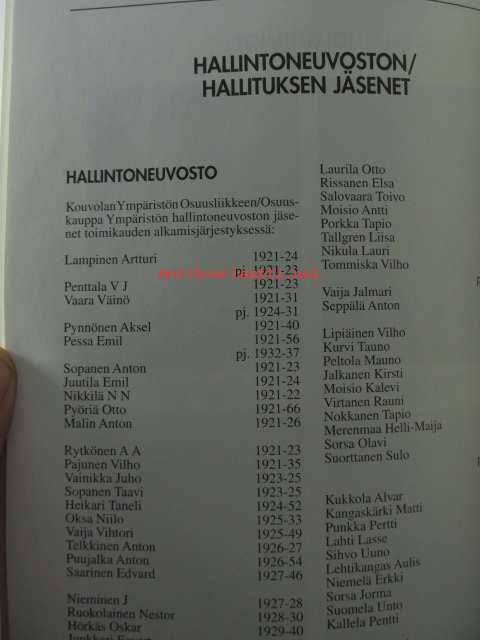 HALLINTONEUVOSTON/
HALLITUKSEN JÄSENET
HALLINTONEUVOSTO
Kouvolan Ympäristön Osuusliikkeen/Osuus-
kauppa Ympäristön hallintoneuvoston jäse-
net toimikauden alkamisjärjestyksessä:
Lampinen Artturi 1921-24
pj. 1921-23
Penttala V J 1921-23
Vaara Väinö 1921-31
pj. 1924-31
Pynnönen Aksel 1921-40
Pessa Emil 1921-56
pj. 1932-37
Sopanen Anton 1921-23
Juutila Emil 1921-24
Nikkilä N N 1921-22
Pyöriä Otto 1921-66
Malin Anton 1921-26
Rytkönen A A 1921-23
Pajunen Vilho 1921-35
Vainikka Juho 1923-25
Sopanen Taavi 1923-25
Heikari Taneli 1924-52
Oksa Niilo 1925-33
Vaija Vihtori 1925-49
Telkkinen Anton 1926-27
Puujalka Anton 1926-54
Saarinen Edvard 1927-46
Nieminen J 1927-28
Ruokolainen Nestor 1928-30
Hörkäs Oskar 1929-40
Laurila Otto
Rissanen Elsa
Salovaara Toivo
Moisio Antti
Porkka Tapio
Tallgren Liisa
Nikula Lauri
Tommiska Vilho
Vaija Jalmari
Seppälä Anton
Lipiäinen Vilho
Kurvi Tauno
Peltola Mauno
Jalkanen Kirsti
Moisio Kalevi
Virtanen Rauni
Nokkanen Tapio
Merenmaa Helli-Maija
Sorsa Olavi
Suorttanen Sulo
Kukkola Alvar
Kangaskärki Matti
Punkka Pertti
Lahti Lasse
Sihvo Uuno
Lehtikangas Aulis
Niemelä Erkki
Sorsa Jorma
Suomela Unto
Kallela Pentti